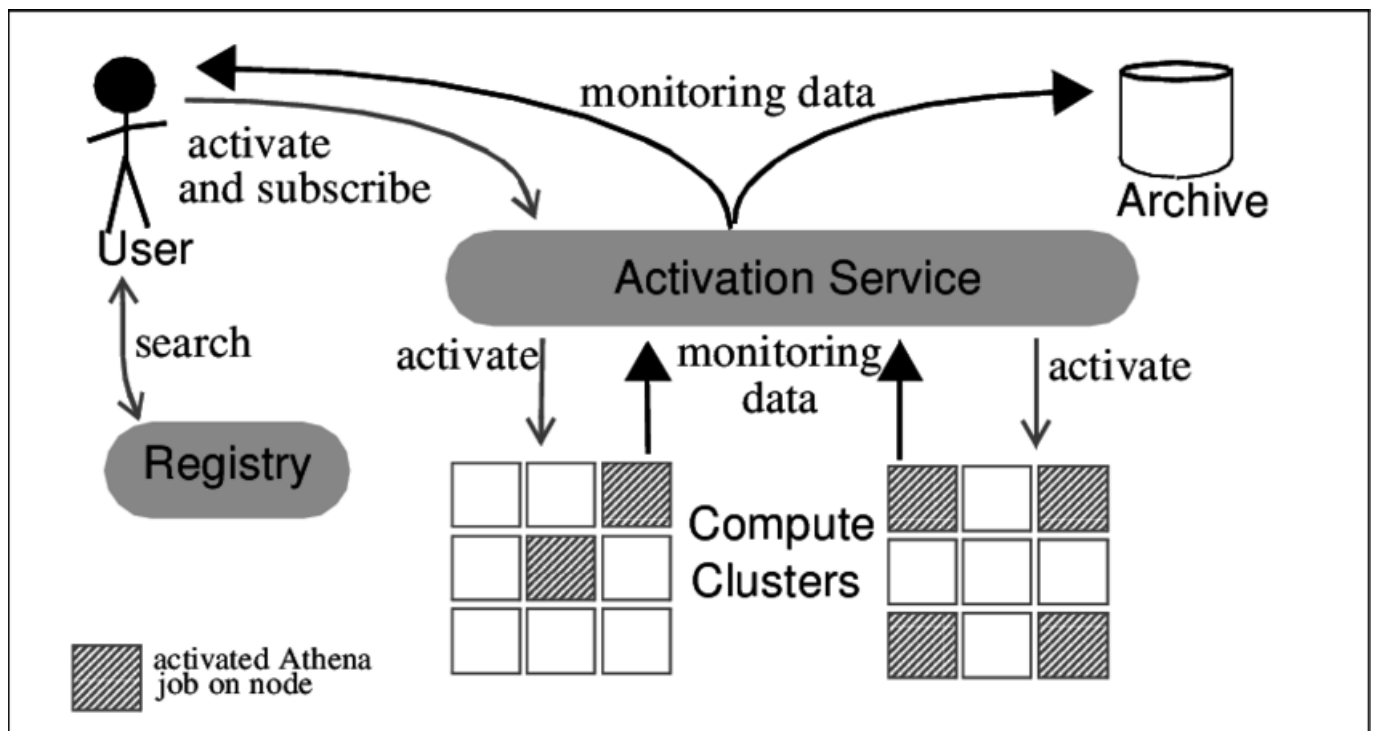 monitoring data
activate
and subscribe
Archive
User
Activation Service
search
activate
monitoring
data
activate
Registry
Compute
Clusters
activated Athena
job on node